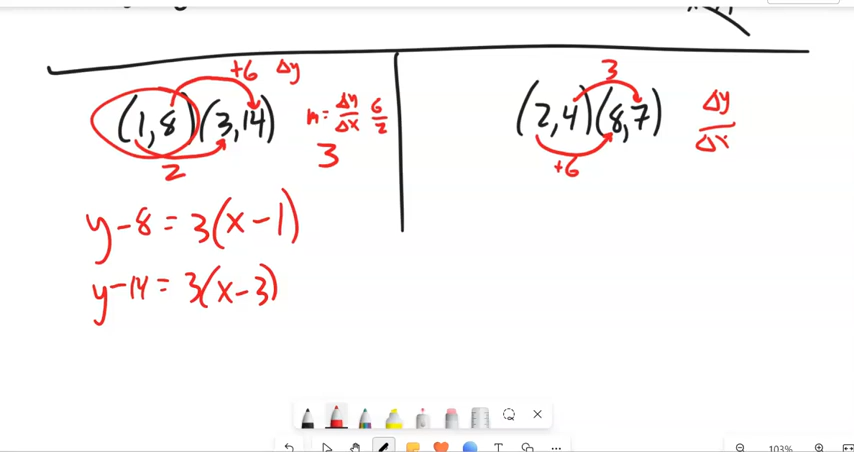 +6 Δy
(1,8)(3,14)
2
m = Δy/Δx 6/2
3
y-8 = 3(x-1)
y-14 = 3(x-3)
3
(2,4)(8,7)
+6
Δy/Δx
T
103%